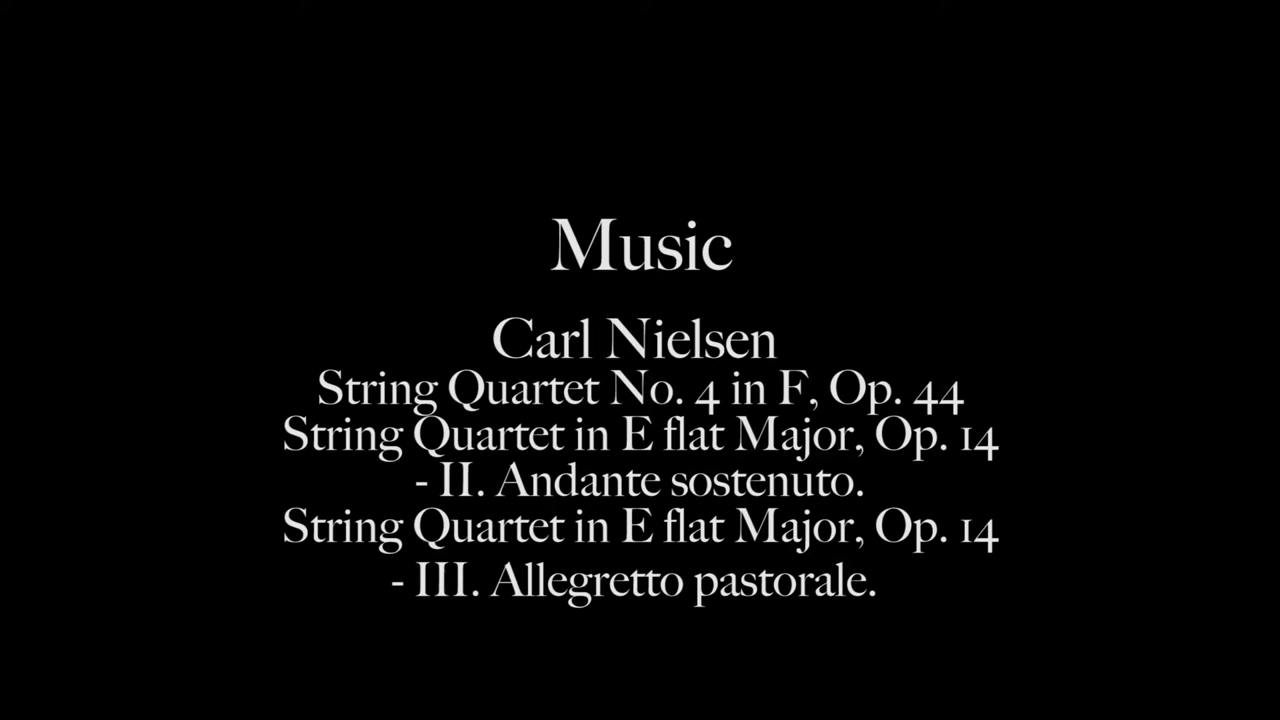 Music
Carl Nielsen
String Quartet No. 4 in F, Op. 44
String Quartet in E flat Major, Op. 14
- II. Andante sostenuto.
String Quartet in E flat Major, Op. 14
- III. Allegretto pastorale.